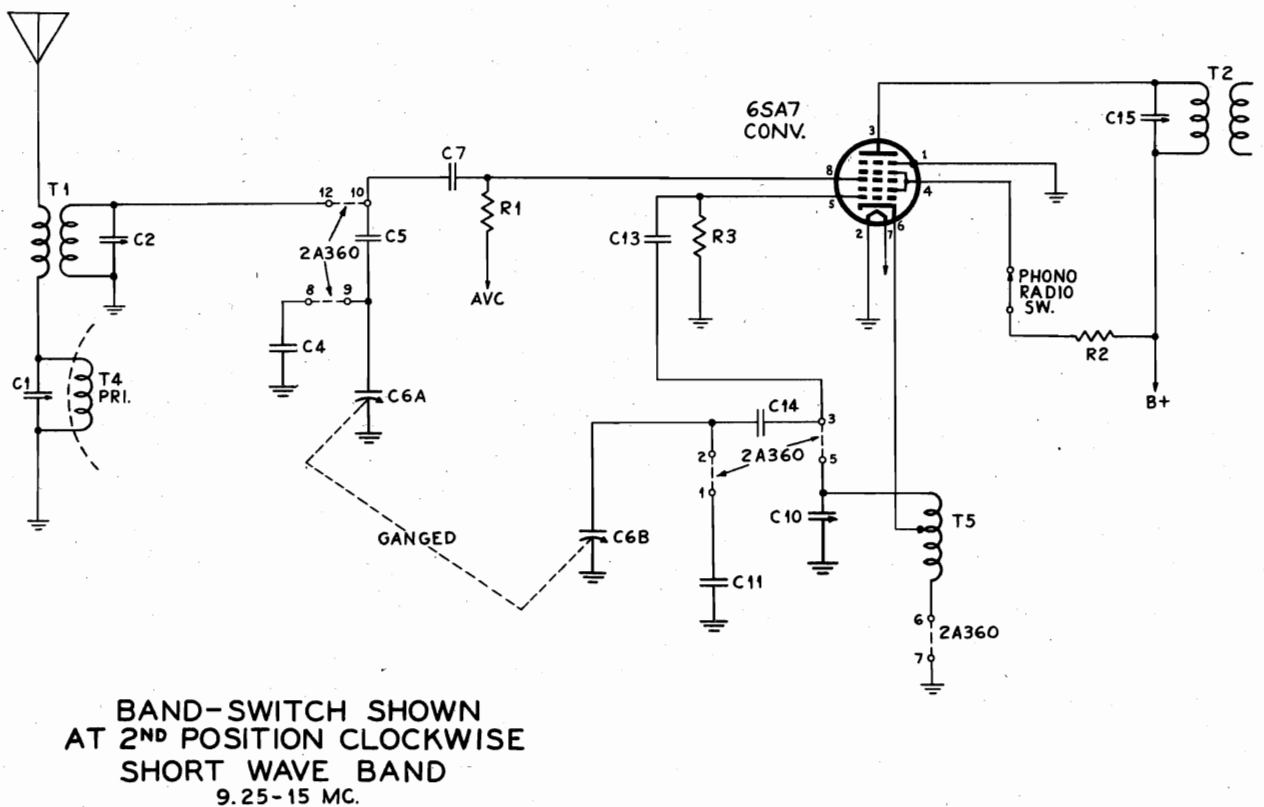 T2
6SA7
CONV.
3
C15
1
C7
8
4
T1
12
10
5
R1
C5
C13
R3
2
7
6
C2
2A360
8
9
AVC
PHONO
RADIO
SW.
C4
R2
C1
T4
PRI.
C6A
B+
C14
3
2
2A360
5
1
C10
T5
GANGED
C6B
C11
6
2A360
7
BAND-SWITCH SHOWN
AT 2ND POSITION CLOCKWISE
SHORT WAVE BAND
9.25-15 MC.